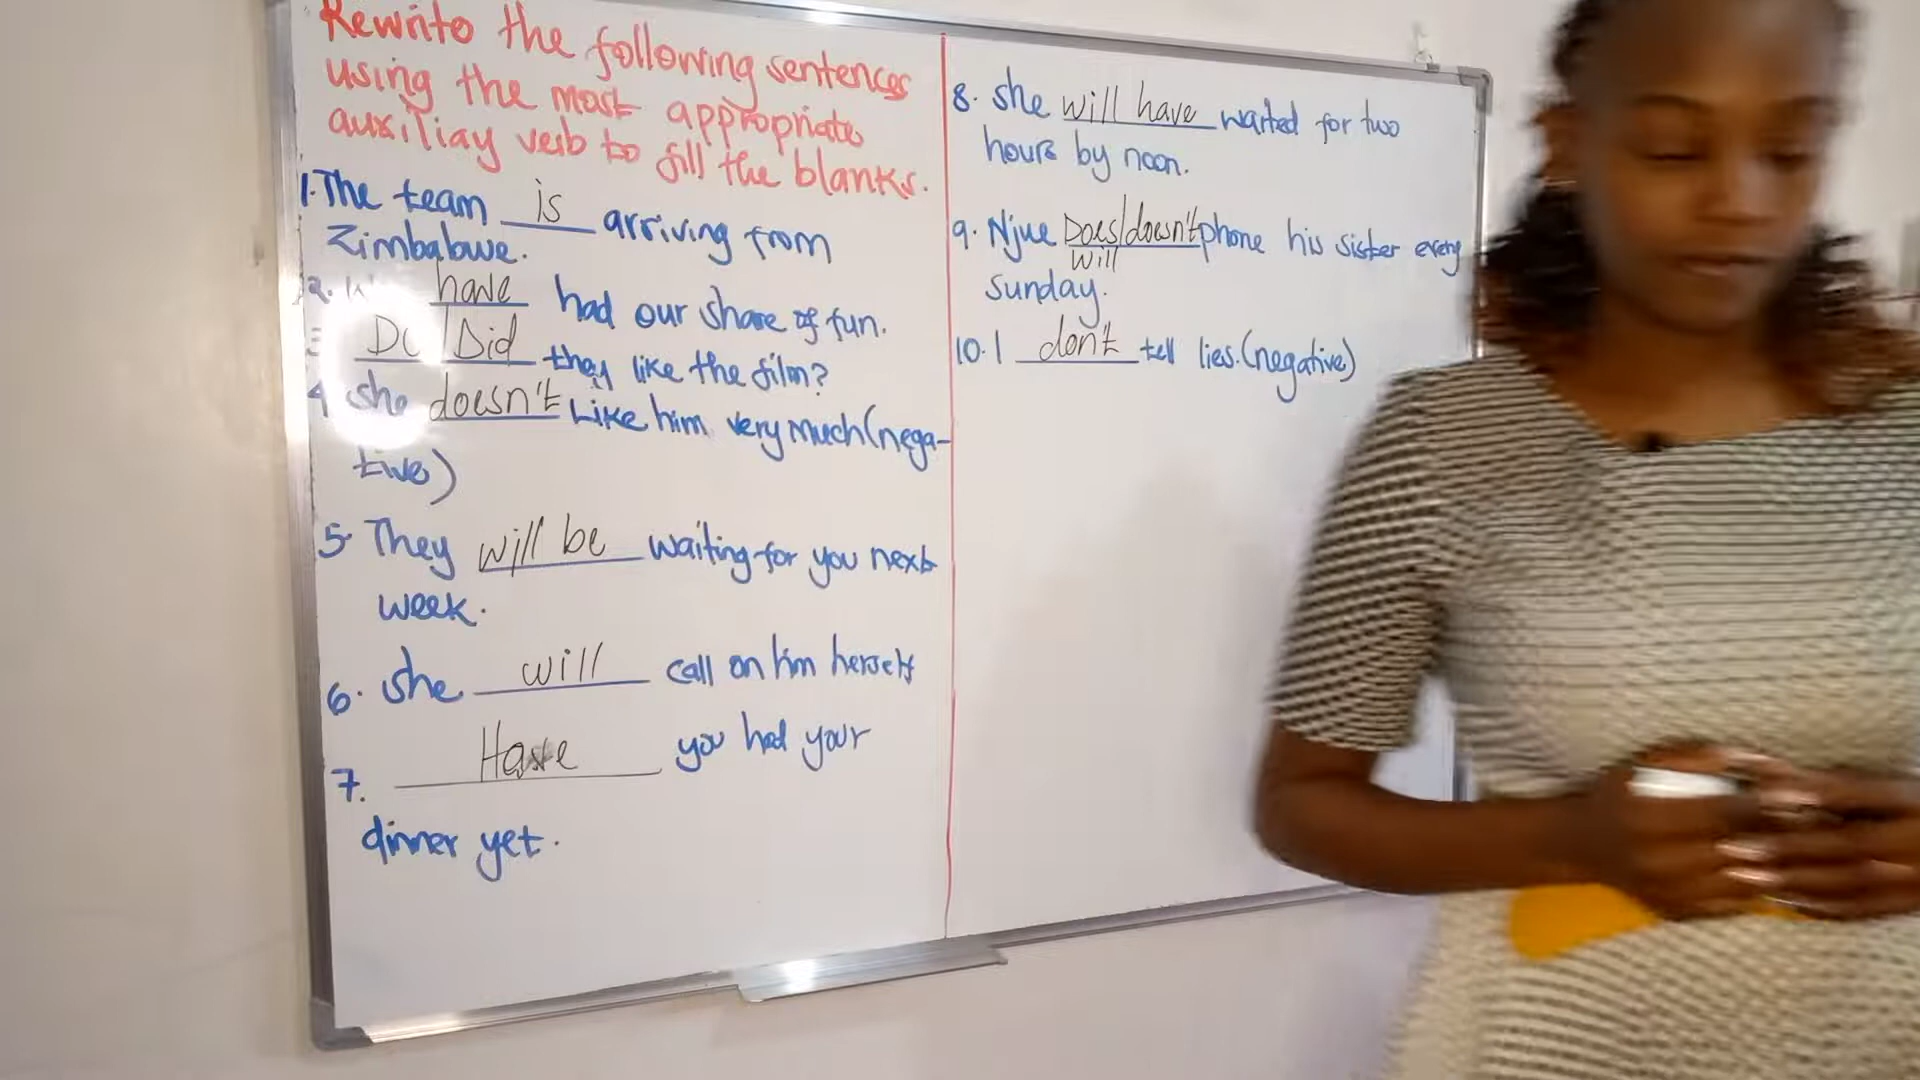 Rewrite the following sentences
using the most appropriate
auxiliay verb to fill the blanks.
1. The team is arriving from
Zimbabwe.
2. have had our share of fun.
3 Do/Did they like the film?
4 She doesn't Like him very much (nega-
tive)
5. They will be waiting for you next
week.
6. She will call on him herself
7. Have you had your
dinner yet.
8. she will have waited for two
hours by noon.
9. Njue Does/doesn't phone his sister every
will
sunday.
10. I don't tell lies. (negative)